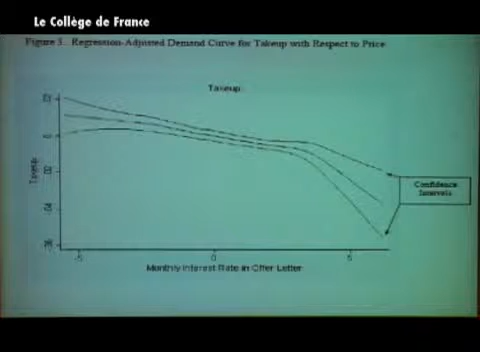 Le Collège de France
Figure 3. Regression-Adjusted Demand Curve for Takeup with Respect to Price
Takeup
Takeup
Confidence
Intervals
-5
0
5
Monthly Interest Rate in Offer Letter